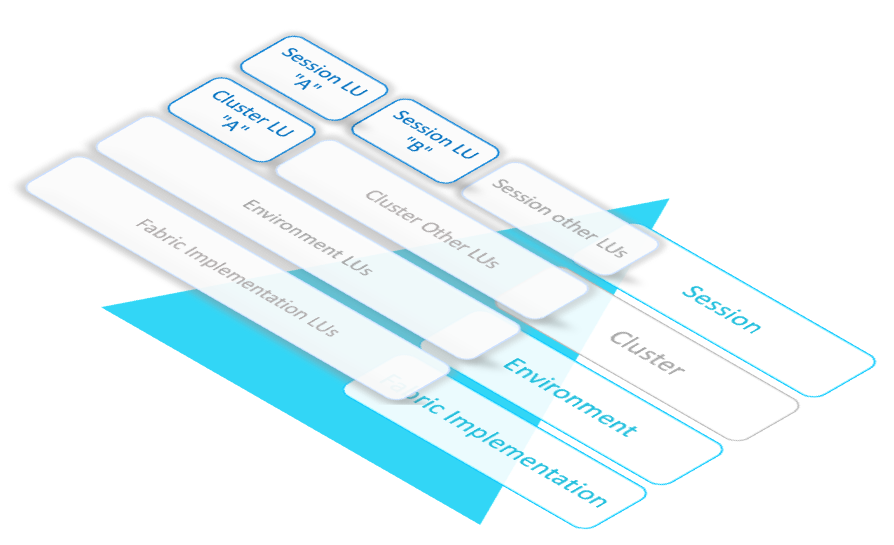 Session LU
"A"
Cluster LU
"A"
Session LU
"B"
Session other LUs
Cluster Other LUs
Environment LUs
Fabric Implementation LUs
Session
Cluster
Environment
Fabric Implementation